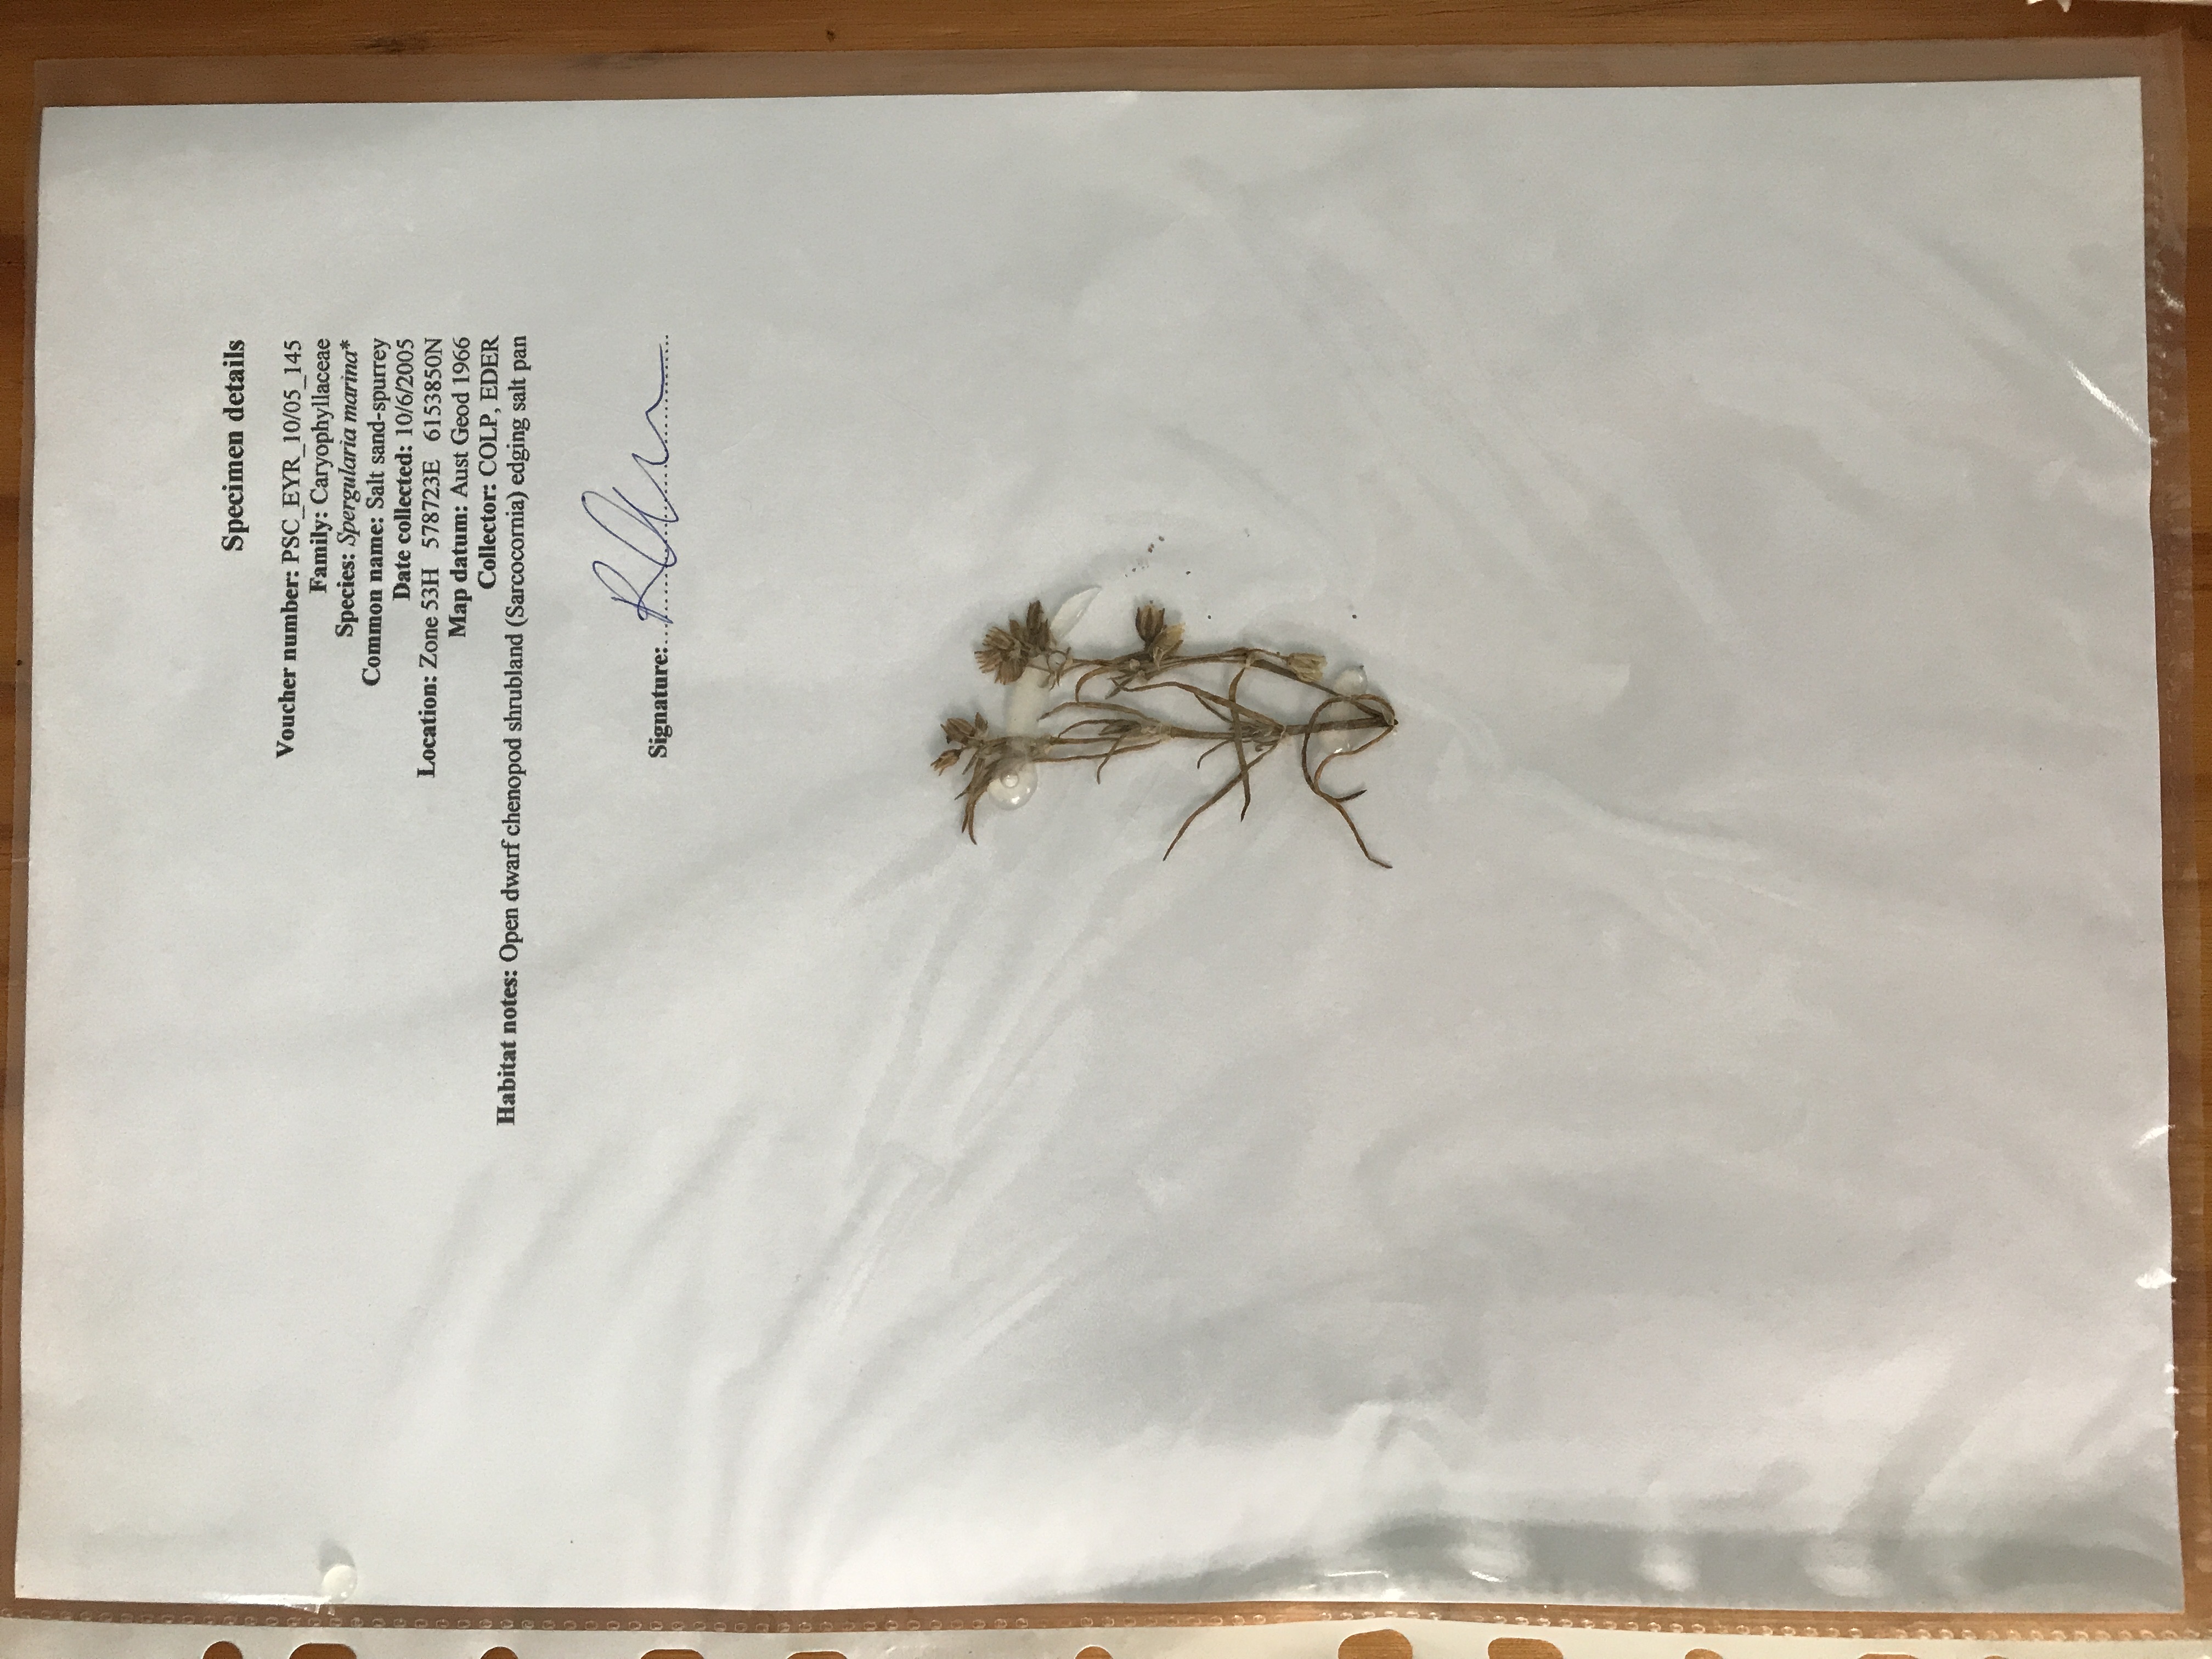 Specimen details
Voucher number: PSC_EYR_10/05_145
Family: Caryophyllaceae
Species: Spergularia marina*
Common name: Salt sand-spurrey
Date collected: 10/6/2005
Location: Zone 53H 578723E 6153850N
Map datum: Aust Geod 1966
Collector: COLP, EDER
Habitat notes: Open dwarf chenopod shrubland (Sarcocornia) edging salt pan
Signature: